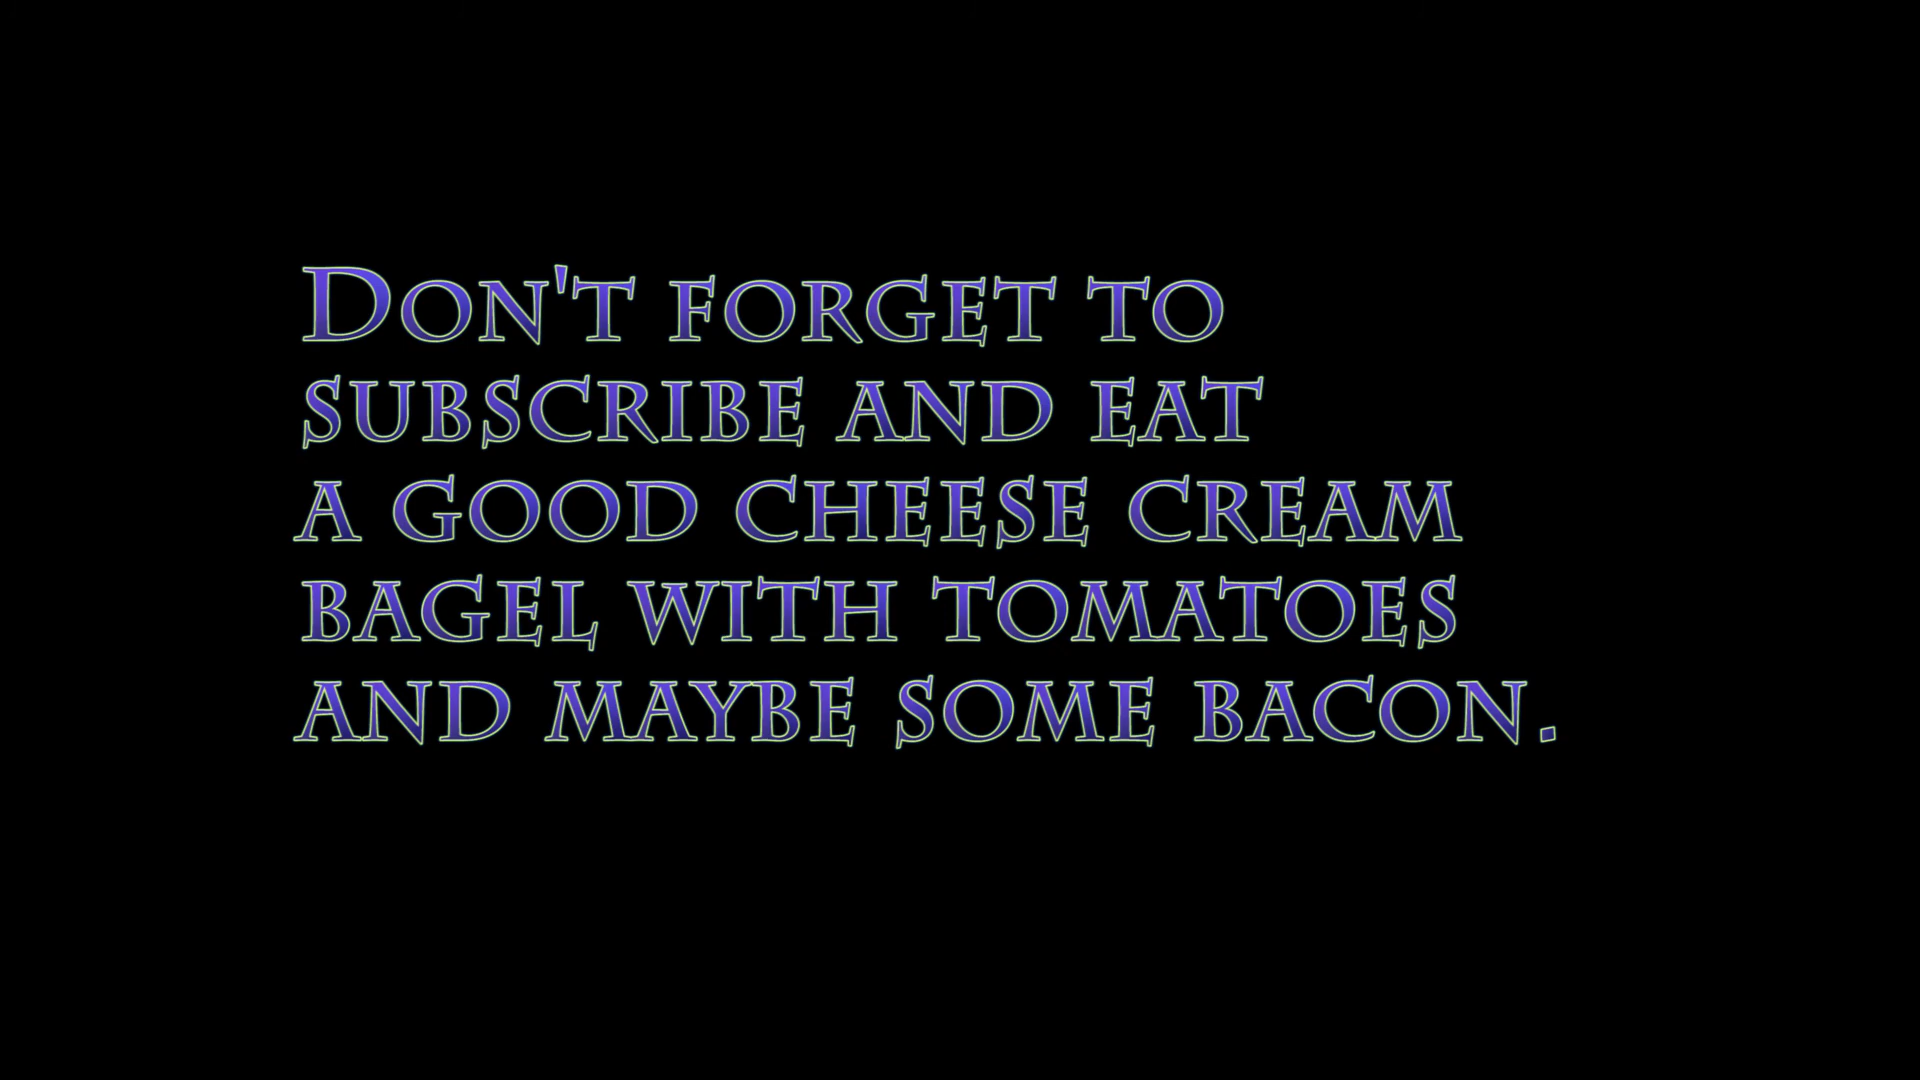 Don't forget to
subscribe and eat
a good cheese cream
bagel with tomatoes
and maybe some bacon.